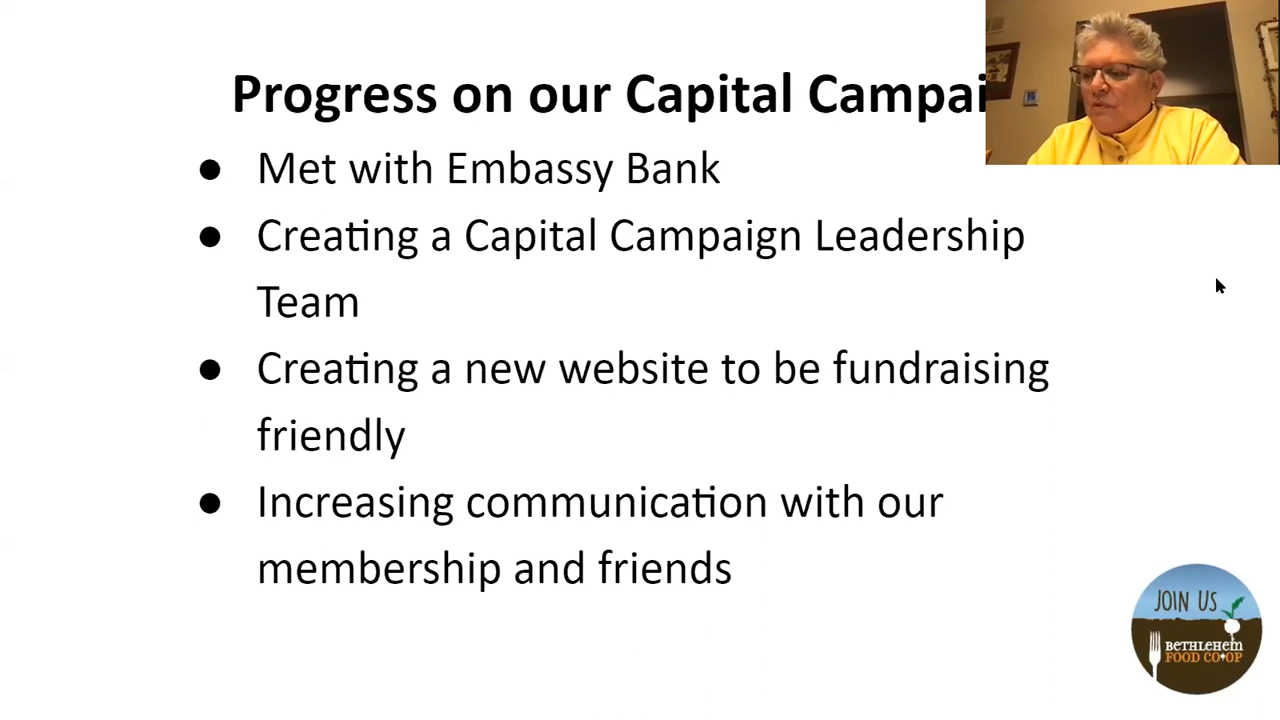 Progress on our Capital Campai
● Met with Embassy Bank
● Creating a Capital Campaign Leadership
Team
● Creating a new website to be fundraising
friendly
● Increasing communication with our
membership and friends
JOIN US
BETHLEHEM
FOOD CO-OP